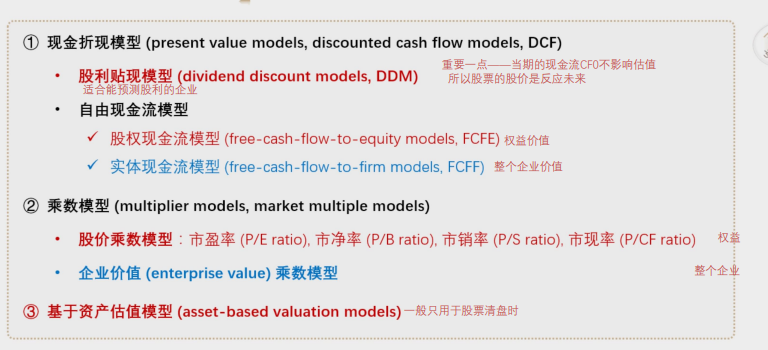 ① 现金折现模型 (present value models, discounted cash flow models, DCF)
• 股利贴现模型 (dividend discount models, DDM) 重要一点——当期的现金流CF0不影响估值
所以股票的股价是反应未来
适合能预测股利的企业
• 自由现金流模型
✓ 股权现金流模型 (free-cash-flow-to-equity models, FCFE) 权益价值
✓ 实体现金流模型 (free-cash-flow-to-firm models, FCFF) 整个企业价值
② 乘数模型 (multiplier models, market multiple models)
• 股价乘数模型：市盈率 (P/E ratio), 市净率 (P/B ratio), 市销率 (P/S ratio), 市现率 (P/CF ratio) 权益
• 企业价值 (enterprise value) 乘数模型 整个企业
③ 基于资产估值模型 (asset-based valuation models) 一般只用于股票清盘时